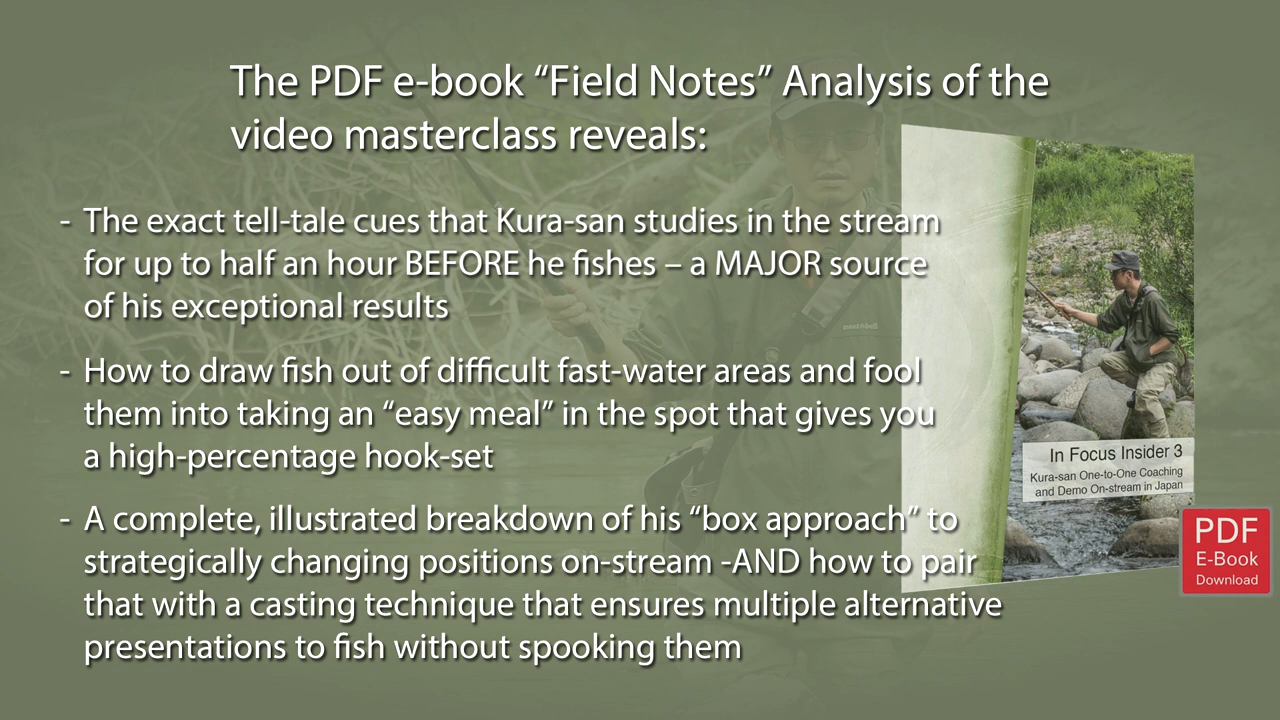 The PDF e-book “Field Notes” Analysis of the
video masterclass reveals:
- The exact tell-tale cues that Kura-san studies in the stream
for up to half an hour BEFORE he fishes – a MAJOR source
of his exceptional results
- How to draw fish out of difficult fast-water areas and fool
them into taking an “easy meal” in the spot that gives you
a high-percentage hook-set
- A complete, illustrated breakdown of his “box approach” to
strategically changing positions on-stream -AND how to pair
that with a casting technique that ensures multiple alternative
presentations to fish without spooking them
In Focus Insider 3
Kura-san One-to-One Coaching
and Demo On-stream in Japan
PDF
E-Book
Download